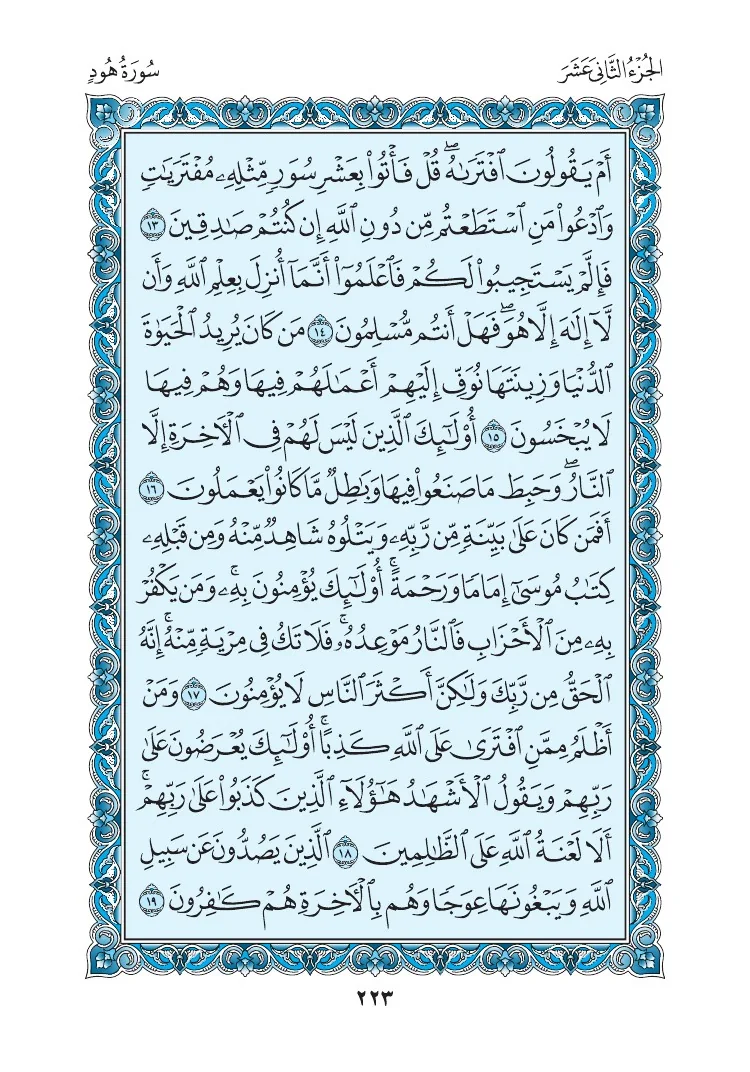 الجُزْءُ الثَّانِي عَشَرَ
سُورَةُ هُودٍ
أَمْ يَقُولُونَ ٱفْتَرَىٰهُۖ قُلْ فَأْتُوا۟ بِعَشْرِ سُوَرٖ مِّثْلِهِۦ مُفْتَرَيَٰتٖ
وَٱدْعُوا۟ مَنِ ٱسْتَطَعْتُم مِّن دُونِ ٱللَّهِ إِن كُنتُمْ صَٰدِقِينَ ١٣
فَإِلَّمْ يَسْتَجِيبُوا۟ لَكُمْ فَٱعْلَمُوٓا۟ أَنَّمَآ أُنزِلَ بِعِلْمِ ٱللَّهِ وَأَن
لَّآ إِلَٰهَ إِلَّا هُوَۖ فَهَلْ أَنتُم مُّسْلِمُونَ ١٤ مَن كَانَ يُرِيدُ ٱلْحَيَوٰةَ
ٱلدُّنْيَا وَزِينَتَهَا نُوَفِّ إِلَيْهِمْ أَعْمَٰلَهُمْ فِيهَا وَهُمْ فِيهَا
لَا يُبْخَسُونَ ١٥ أُو۟لَٰٓئِكَ ٱلَّذِينَ لَيْسَ لَهُمْ فِى ٱلْءَاخِرَةِ إِلَّا
ٱلنَّارُۖ وَحَبِطَ مَا صَنَعُوا۟ فِيهَا وَبَٰطِلٌ مَّا كَانُوا۟ يَعْمَلُونَ ١٦
أَفَمَن كَانَ عَلَىٰ بَيِّنَةٖ مِّن رَّبِّهِۦ وَيَتْلُوهُ شَاهِدٌ مِّنْهُ وَمِن قَبْلِهِۦ
كِتَٰبُ مُوسَىٰٓ إِمَامًا وَرَحْمَةًۚ أُو۟لَٰٓئِكَ يُؤْمِنُونَ بِهِۦۚ وَمَن يَكْفُرْ
بِهِۦ مِنَ ٱلْأَحْزَابِ فَٱلنَّارُ مَوْعِدُهُۥۚ فَلَا تَكُ فِى مِرْيَةٖ مِّنْهُۚ إِنَّهُ
ٱلْحَقُّ مِن رَّبِّكَ وَلَٰكِنَّ أَكْثَرَ ٱلنَّاسِ لَا يُؤْمِنُونَ ١٧ وَمَنْ
أَظْلَمُ مِمَّنِ ٱفْتَرَىٰ عَلَى ٱللَّهِ كَذِبًاۚ أُو۟لَٰٓئِكَ يُعْرَضُونَ عَلَىٰ
رَبِّهِمْ وَيَقُولُ ٱلْأَشْهَٰدُ هَٰٓؤُلَآءِ ٱلَّذِينَ كَذَبُوا۟ عَلَىٰ رَبِّهِمْۚ
أَلَا لَعْنَةُ ٱللَّهِ عَلَى ٱلظَّٰلِمِينَ ١٨ ٱلَّذِينَ يَصُدُّونَ عَن سَبِيلِ
ٱللَّهِ وَيَبْغُونَهَا عِوَجًا وَهُم بِٱلْءَاخِرَةِ هُمْ كَٰفِرُونَ ١٩
٢٢٣